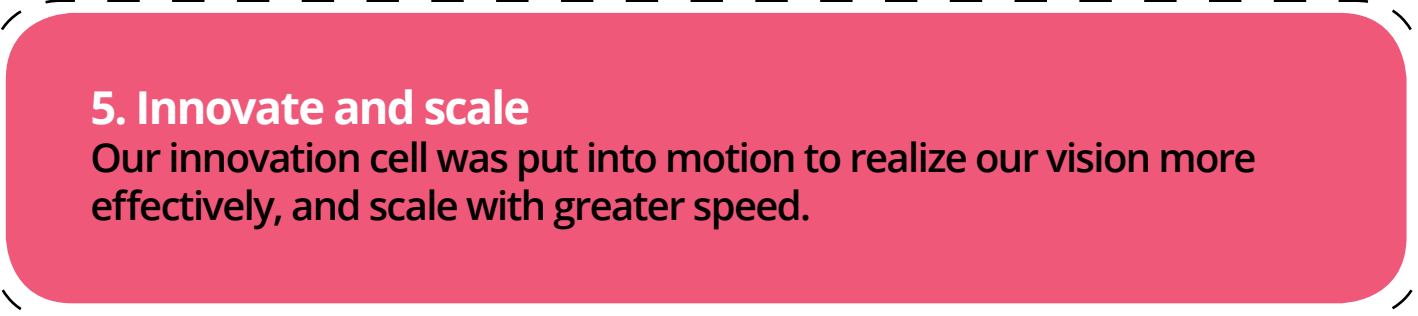 5. Innovate and scale
Our innovation cell was put into motion to realize our vision more
effectively, and scale with greater speed.